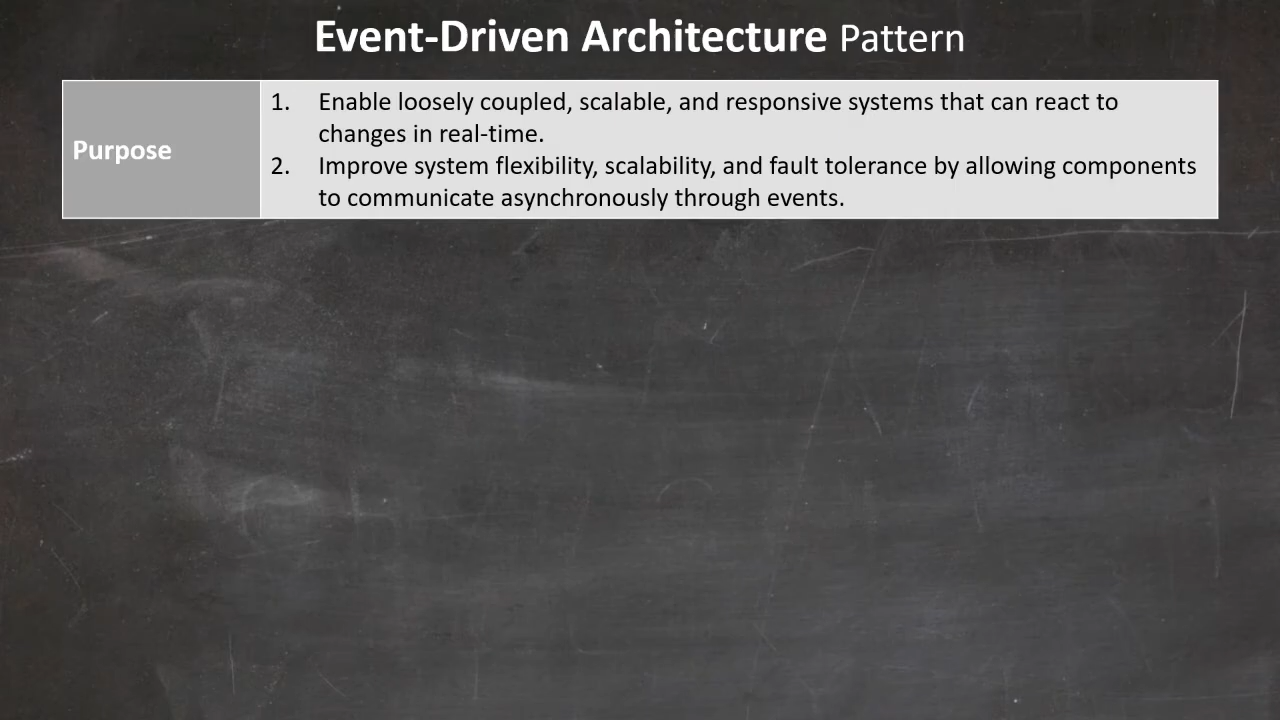 Event-Driven Architecture Pattern
Purpose
1. Enable loosely coupled, scalable, and responsive systems that can react to
changes in real-time.
2. Improve system flexibility, scalability, and fault tolerance by allowing components
to communicate asynchronously through events.